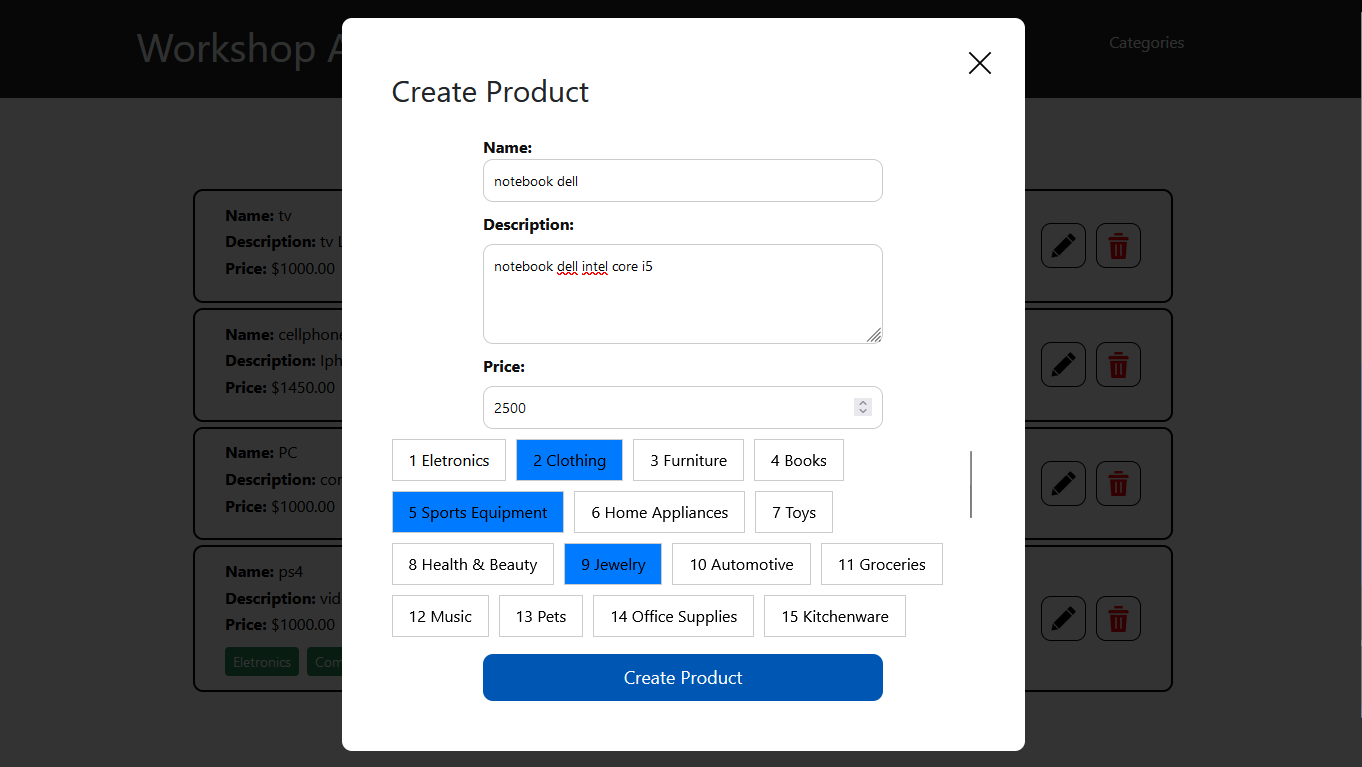 Workshop
Categories
Create Product
Name:
notebook dell
Description:
notebook dell intel core i5
Price:
2500
1 Eletronics 2 Clothing 3 Furniture 4 Books
5 Sports Equipment 6 Home Appliances 7 Toys
8 Health & Beauty 9 Jewelry 10 Automotive 11 Groceries
12 Music 13 Pets 14 Office Supplies 15 Kitchenware
Create Product
Name: tv
Description: tv
Price: $1000.00
Name: cellphone
Description:
Price: $1450.00
Name: PC
Description:
Price: $1000.00
Name: ps4
Description:
Price: $1000.00
Eletronics